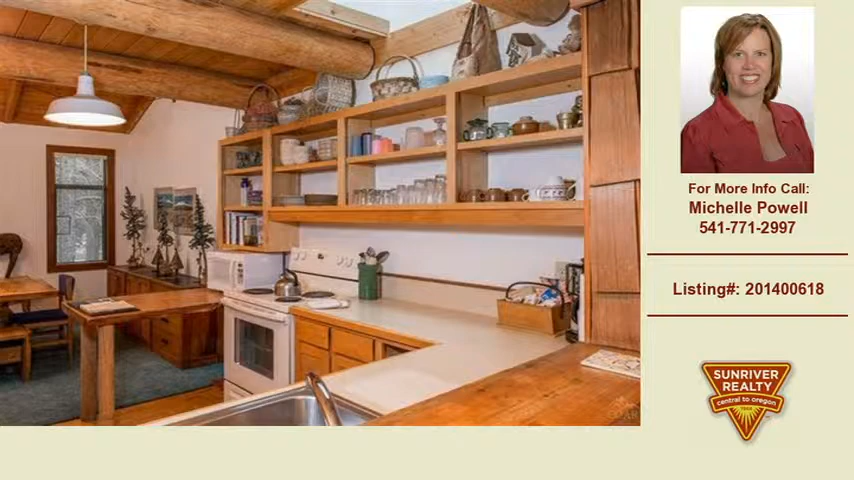 For More Info Call:
Michelle Powell
541-771-2997
Listing#: 201400618
SUNRIVER
REALTY
central to oregon